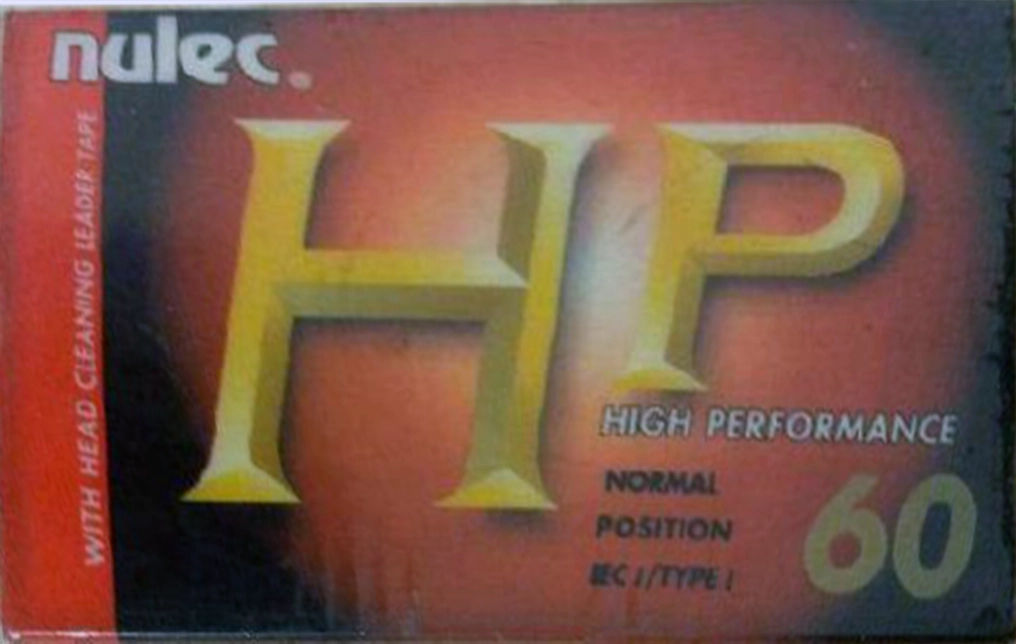 nulec
WITH HEAD CLEANING LEADER TAPE
HP
HIGH PERFORMANCE
NORMAL
POSITION
IEC I/TYPE I
60